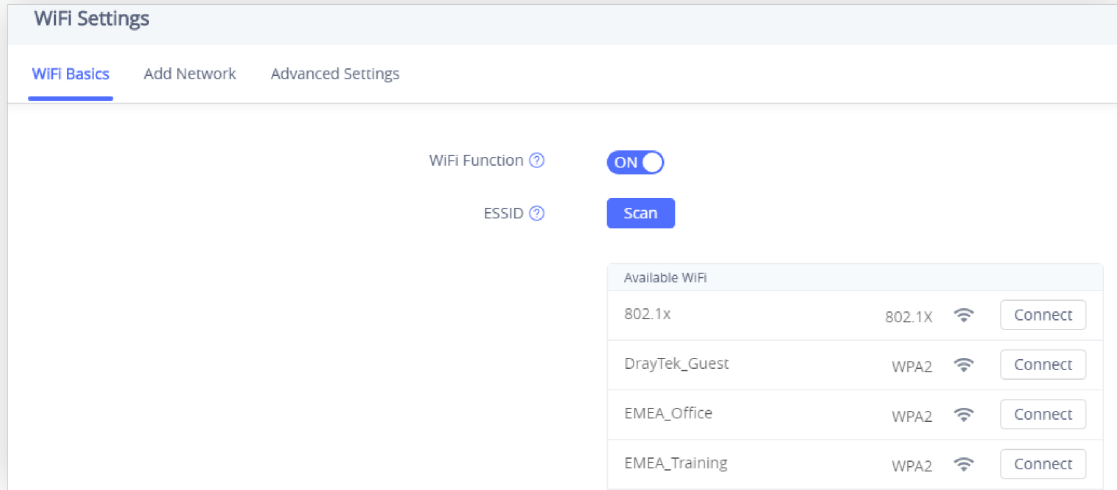 WiFi Settings
WiFi Basics Add Network Advanced Settings
WiFi Function ?
ON
ESSID ?
Scan
Available WiFi
802.1x 802.1X Connect
DrayTek_Guest WPA2 Connect
EMEA_Office WPA2 Connect
EMEA_Training WPA2 Connect